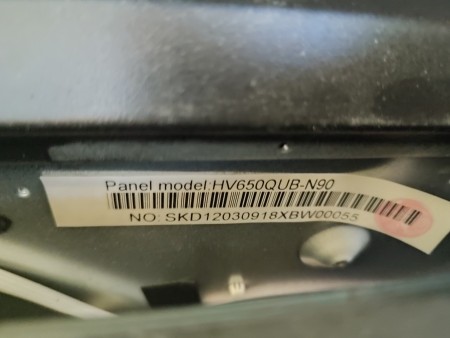 Panel model:HV650QUB-N90
NO: SKD12030918XBW00055